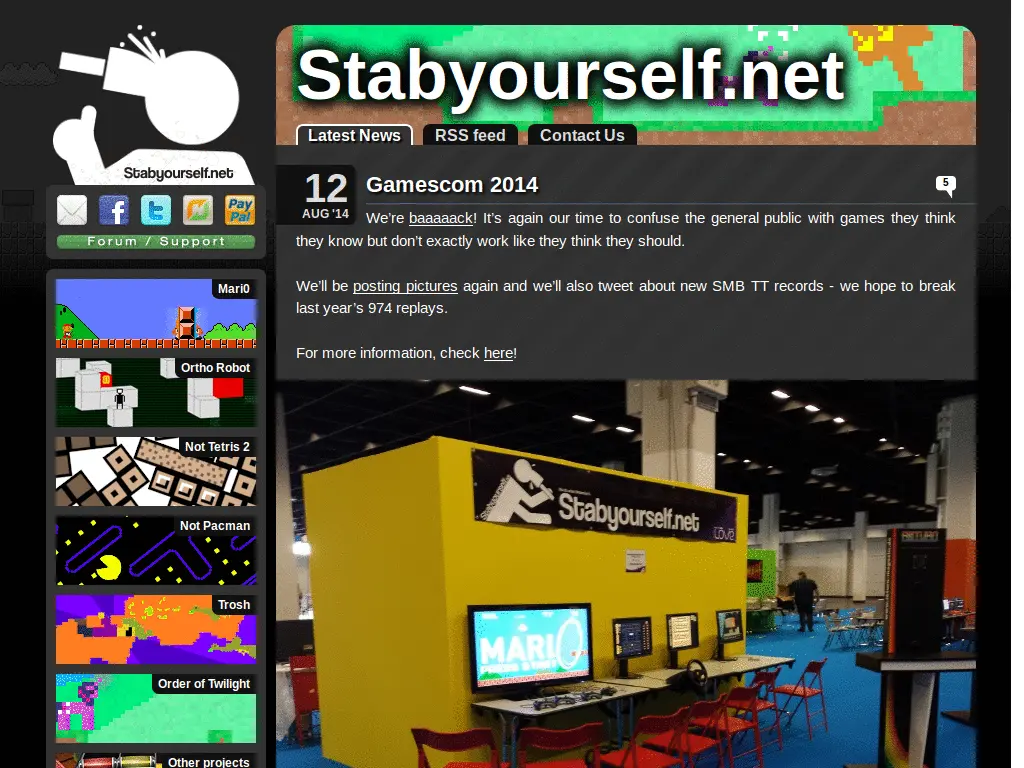 Stabyourself.net
Stabyourself.net
Latest News
RSS feed
Contact Us
Pay
Pal
Forum / Support
12
AUG '14
Gamescom 2014
5
We’re baaaaack! It’s again our time to confuse the general public with games they think
they know but don’t exactly work like they think they should.
We’ll be posting pictures again and we’ll also tweet about new SMB TT records - we hope to break
last year’s 974 replays.
For more information, check here!
Mari0
Ortho Robot
Not Tetris 2
Not Pacman
Trosh
Order of Twilight
Other projects
Stabyourself.net
LÖVE
RETURN
MARI0